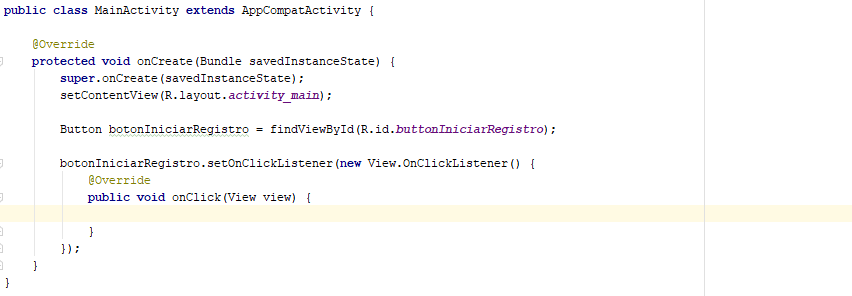 public class MainActivity extends AppCompatActivity {
@Override
protected void onCreate(Bundle savedInstanceState) {
super.onCreate(savedInstanceState);
setContentView(R.layout.activity_main);
Button botonIniciarRegistro = findViewById(R.id.buttonIniciarRegistro);
botonIniciarRegistro.setOnClickListener(new View.OnClickListener() {
@Override
public void onClick(View view) {
}
});
}
}